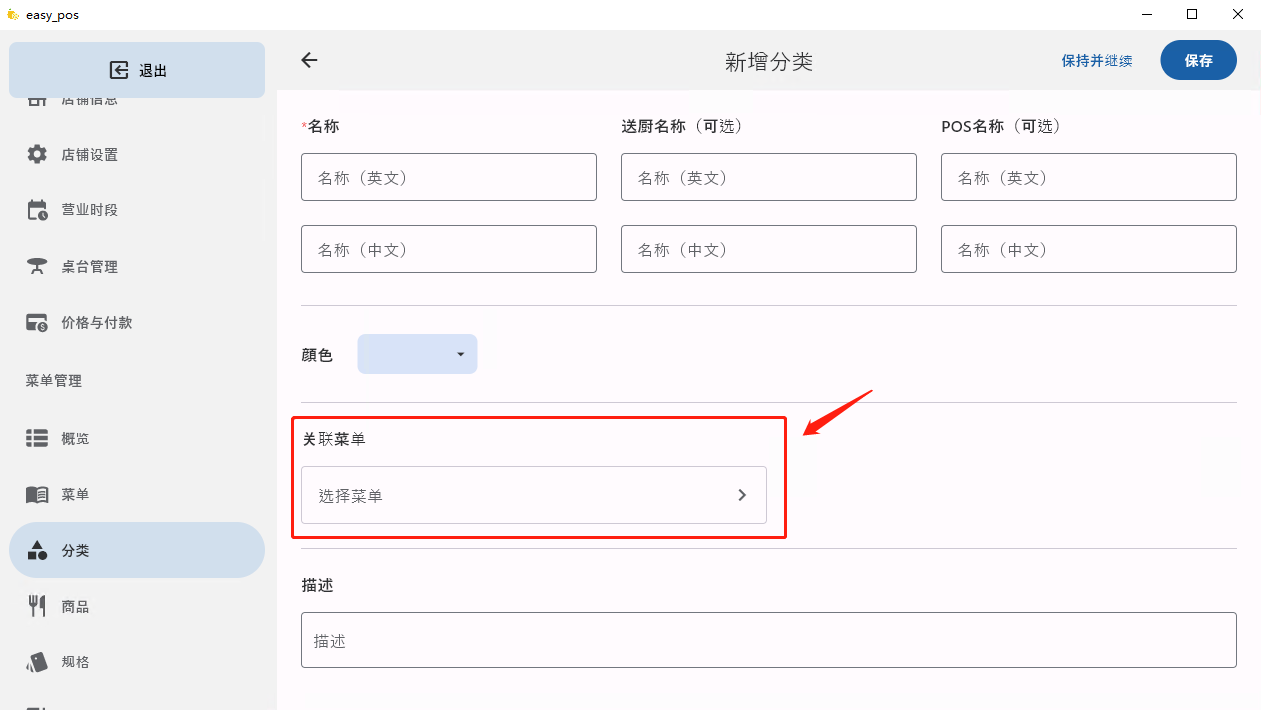 easy_pos
退出
店铺信息
店铺设置
营业时段
桌台管理
价格与付款
菜单管理
概览
菜单
分类
商品
规格
新增分类
保持并继续
保存
*名称
送厨名称（可选）
POS名称（可选）
名称（英文）
名称（英文）
名称（英文）
名称（中文）
名称（中文）
名称（中文）
颜色
关联菜单
选择菜单
描述
描述